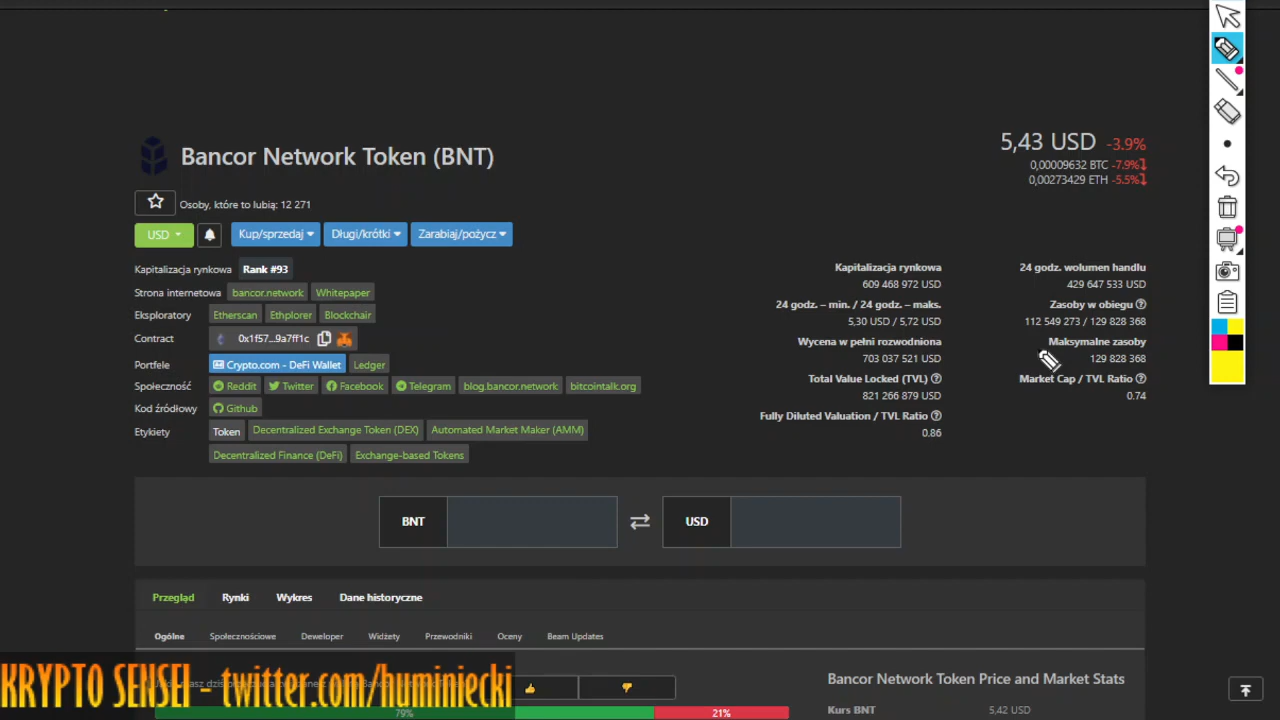 Bancor Network Token (BNT)
5,43 USD -3.9%
0,00009632 BTC -7.9%
0,00273429 ETH -5.5%
Osoby, które to lubią: 12 271
USD
Kup/sprzedaj
Długi/krótki
Zarabiaj/pożycz
Kapitalizacja rynkowa Rank #93
Strona internetowa bancor.network Whitepaper
Eksploratory Etherscan Ethplorer Blockchair
Contract 0x1f57...9a7ff1c
Portfele Crypto.com - DeFi Wallet Ledger
Społeczność Reddit Twitter Facebook Telegram blog.bancor.network bitcointalk.org
Kod źródłowy Github
Etykiety Token Decentralized Exchange Token (DEX) Automated Market Maker (AMM)
Decentralized Finance (DeFi) Exchange-based Tokens
Kapitalizacja rynkowa
609 468 972 USD
24 godz. – min. / 24 godz. – maks.
5,30 USD / 5,72 USD
Wycena w pełni rozwodniona
703 037 521 USD
Total Value Locked (TVL)
821 266 879 USD
Fully Diluted Valuation / TVL Ratio
0.86
24 godz. wolumen handlu
429 647 533 USD
Zasoby w obiegu
112 549 273 / 129 828 368
Maksymalne zasoby
129 828 368
Market Cap / TVL Ratio
0.74
BNT
USD
Przegląd Rynki Wykres Dane historyczne
Ogólne Społecznościowe Deweloper Widżety Przewodniki Oceny Beam Updates
KRYPTO SENSEI - twitter.com/huminiecki
79%
21%
Bancor Network Token Price and Market Stats
Kurs BNT 5,42 USD